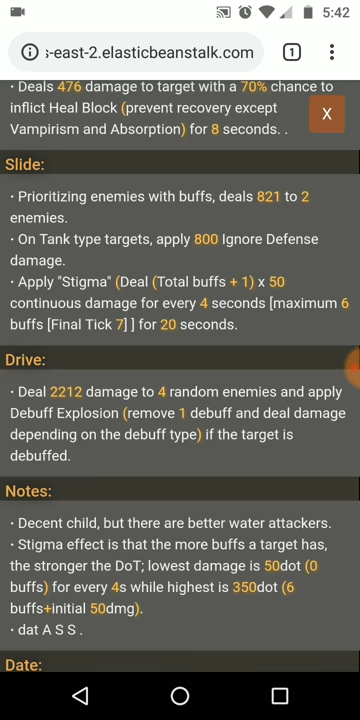 5:42
:s-east-2.elasticbeanstalk.com
1
· Deals 476 damage to target with a 70% chance to
inflict Heal Block (prevent recovery except
Vampirism and Absorption) for 8 seconds. .
X
Slide:
· Prioritizing enemies with buffs, deals 821 to 2
enemies.
· On Tank type targets, apply 800 Ignore Defense
damage.
· Apply "Stigma" (Deal (Total buffs + 1) x 50
continuous damage for every 4 seconds [maximum 6
buffs [Final Tick 7] ] for 20 seconds.
Drive:
· Deal 2212 damage to 4 random enemies and apply
Debuff Explosion (remove 1 debuff and deal damage
depending on the debuff type) if the target is
debuffed.
Notes:
· Decent child, but there are better water attackers.
· Stigma effect is that the more buffs a target has,
the stronger the DoT; lowest damage is 50dot (0
buffs) for every 4s while highest is 350dot (6
buffs+initial 50dmg).
· dat A S S .
Date: